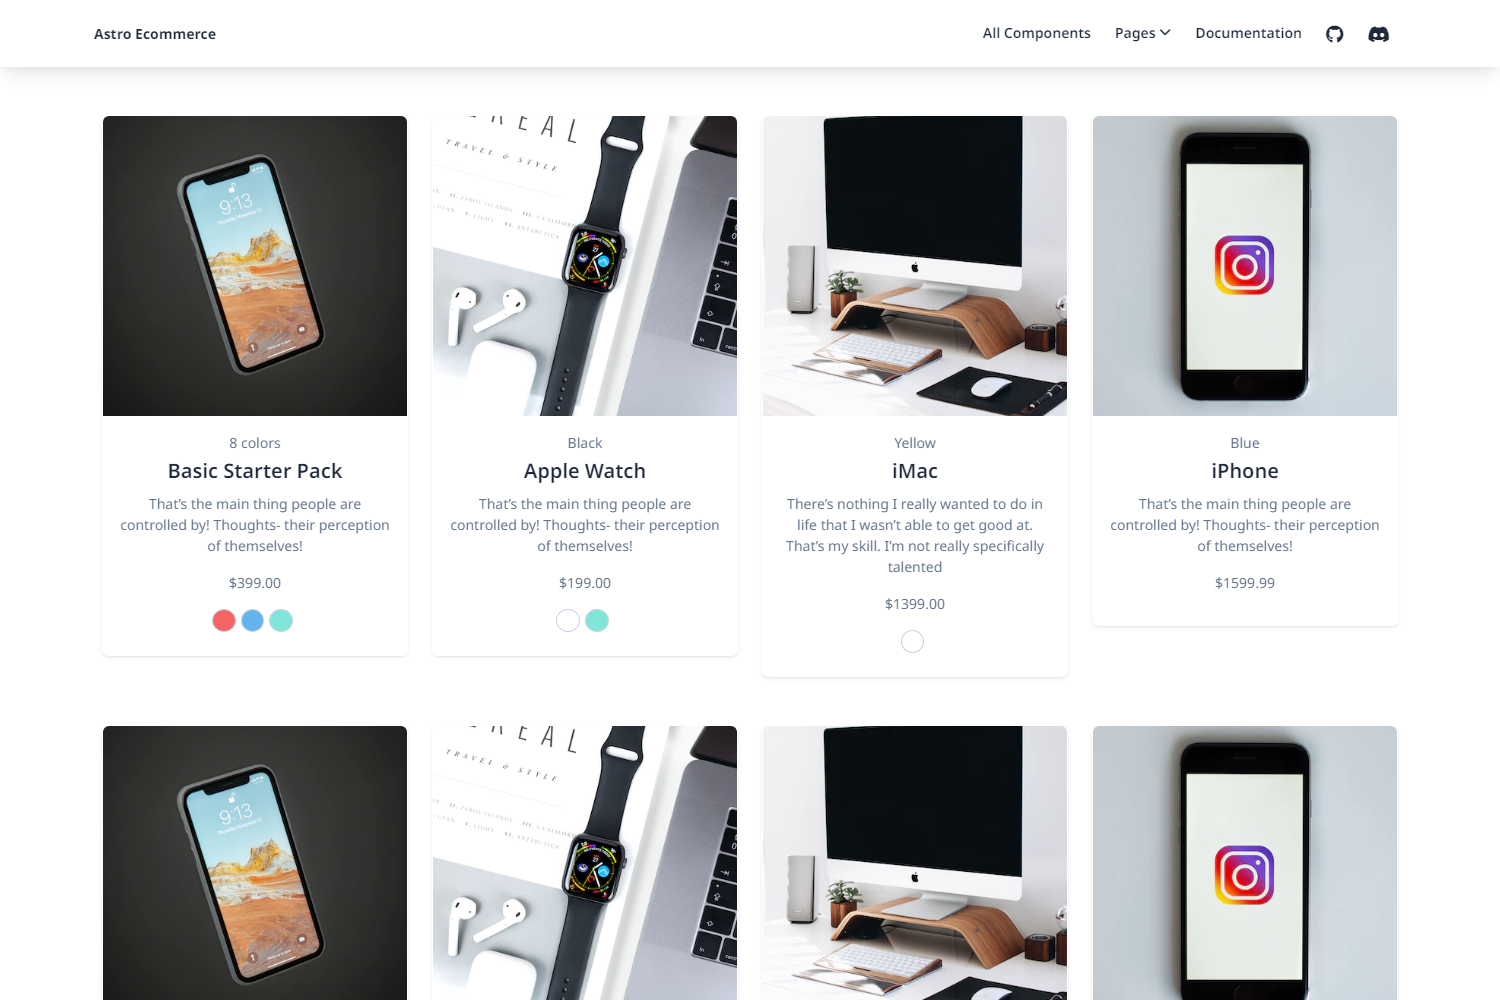 Astro Ecommerce
All Components
Pages
Documentation
9:13
REAL
TRAVEL & STYLE
8 colors
Basic Starter Pack
That’s the main thing people are
controlled by! Thoughts- their perception
of themselves!
$399.00
Black
Apple Watch
That’s the main thing people are
controlled by! Thoughts- their perception
of themselves!
$199.00
Yellow
iMac
There’s nothing I really wanted to do in
life that I wasn’t able to get good at.
That’s my skill. I’m not really specifically
talented
$1399.00
Blue
iPhone
That’s the main thing people are
controlled by! Thoughts- their perception
of themselves!
$1599.99
9:13
REAL
TRAVEL & STYLE